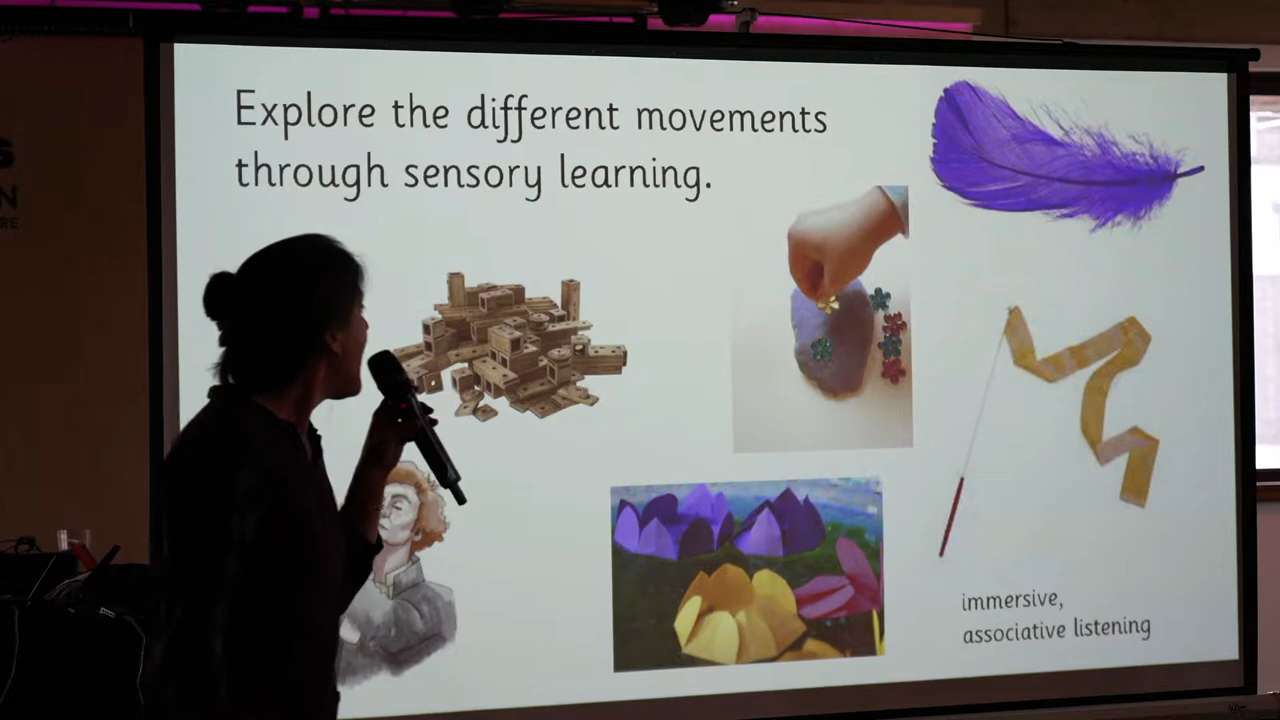 Explore the different movements
through sensory learning.
immersive,
associative listening